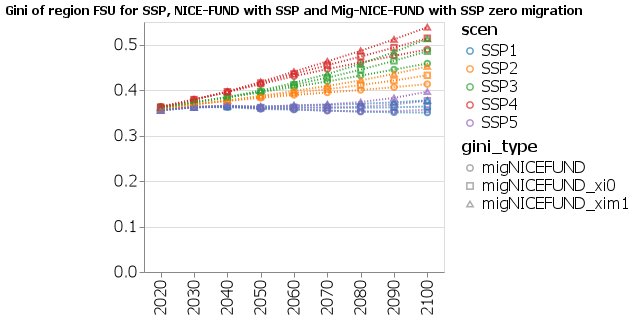 Gini of region FSU for SSP, NICE-FUND with SSP and Mig-NICE-FUND with SSP zero migration
scen
SSP1
SSP2
SSP3
SSP4
SSP5
gini_type
migNICEFUND
migNICEFUND_xi0
migNICEFUND_xim1
0.5
0.4
0.3
0.2
0.1
0.0
2020
2030
2040
2050
2060
2070
2080
2090
2100